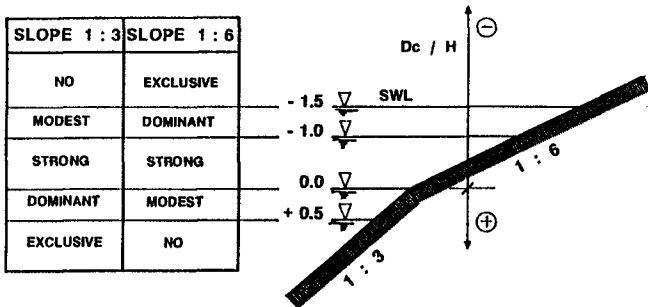 SLOPE 1 : 3 SLOPE 1 : 6
NO EXCLUSIVE
MODEST DOMINANT
STRONG STRONG
DOMINANT MODEST
EXCLUSIVE NO
Dc / H
- 1.5 SWL
- 1.0
0.0
+ 0.5
1 : 6
1 : 3